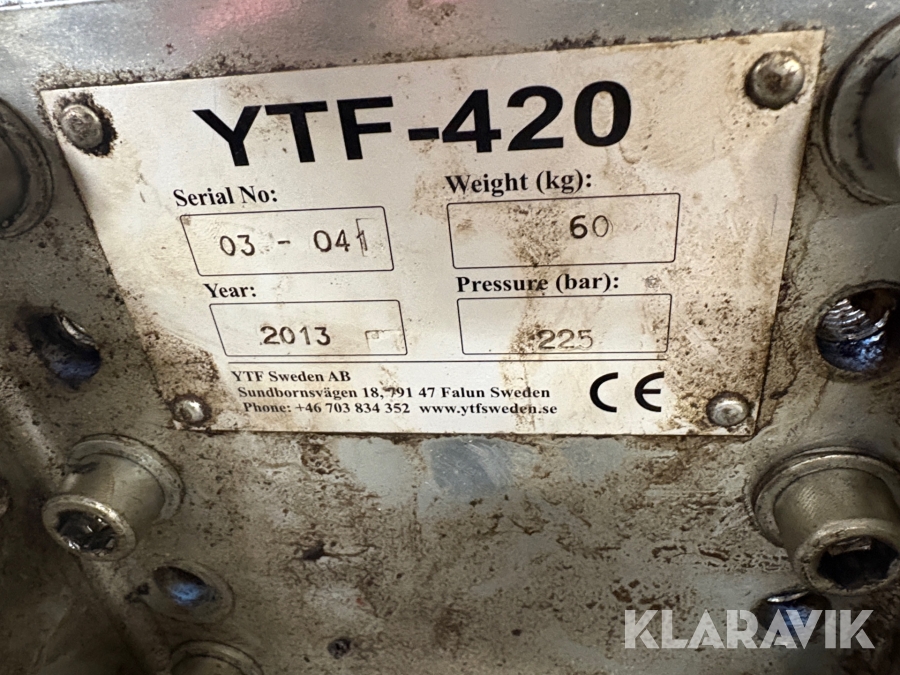 YTF-420
Serial No:
03 - 041
Weight (kg):
60
Year:
2013
Pressure (bar):
225
YTF Sweden AB
Sundbornsvägen 18, 791 47 Falun Sweden
Phone: +46 703 834 352 www.ytfsweden.se
CE
KLARAVIK